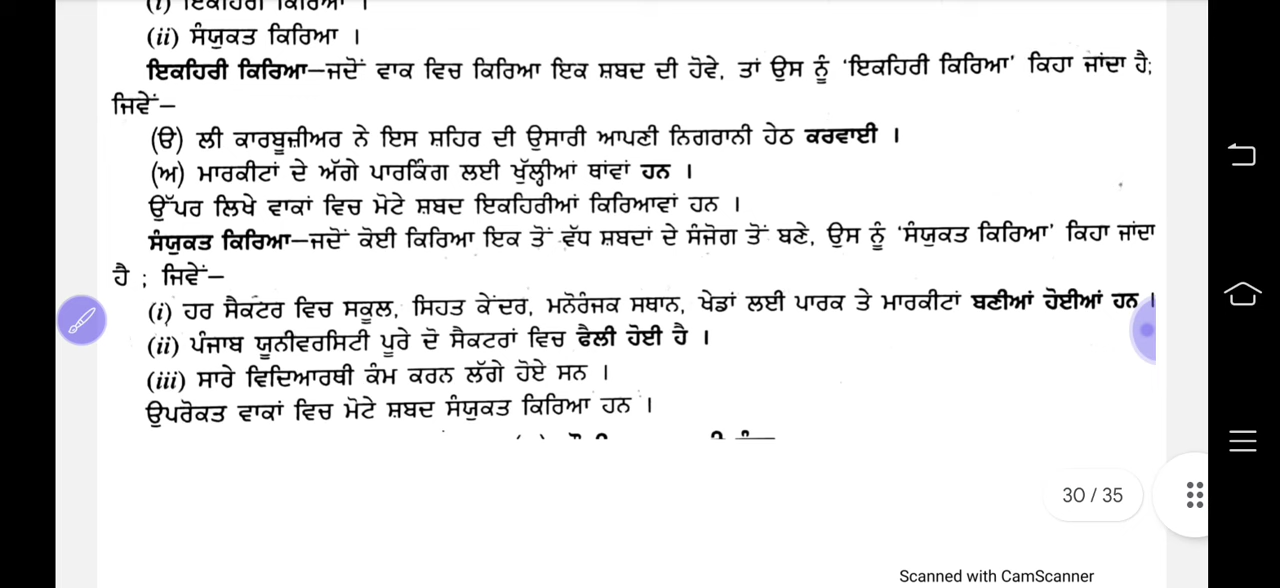 (i) ਇਕਹਿਰੀ ਕਿਰਿਆ ।
(ii) ਸੰਯੁਕਤ ਕਿਰਿਆ ।
ਇਕਹਿਰੀ ਕਿਰਿਆ—ਜਦੋਂ ਵਾਕ ਵਿਚ ਕਿਰਿਆ ਇਕ ਸ਼ਬਦ ਦੀ ਹੋਵੇ, ਤਾਂ ਉਸ ਨੂੰ 'ਇਕਹਿਰੀ ਕਿਰਿਆ' ਕਿਹਾ ਜਾਂਦਾ ਹੈ;
ਜਿਵੇਂ—
(ੳ) ਲੀ ਕਾਰਬੂਜ਼ੀਅਰ ਨੇ ਇਸ ਸ਼ਹਿਰ ਦੀ ਉਸਾਰੀ ਆਪਣੀ ਨਿਗਰਾਨੀ ਹੇਠ ਕਰਵਾਈ ।
(ਅ) ਮਾਰਕੀਟਾਂ ਦੇ ਅੱਗੇ ਪਾਰਕਿੰਗ ਲਈ ਖੁੱਲ੍ਹੀਆਂ ਥਾਂਵਾਂ ਹਨ ।
ਉੱਪਰ ਲਿਖੇ ਵਾਕਾਂ ਵਿਚ ਮੋਟੇ ਸ਼ਬਦ ਇਕਹਿਰੀਆਂ ਕਿਰਿਆਵਾਂ ਹਨ ।
ਸੰਯੁਕਤ ਕਿਰਿਆ—ਜਦੋਂ ਕੋਈ ਕਿਰਿਆ ਇਕ ਤੋਂ ਵੱਧ ਸ਼ਬਦਾਂ ਦੇ ਸੰਜੋਗ ਤੋਂ ਬਣੇ, ਉਸ ਨੂੰ 'ਸੰਯੁਕਤ ਕਿਰਿਆ' ਕਿਹਾ ਜਾਂਦਾ
ਹੈ ; ਜਿਵੇਂ—
(i) ਹਰ ਸੈਕਟਰ ਵਿਚ ਸਕੂਲ, ਸਿਹਤ ਕੇਂਦਰ, ਮਨੋਰੰਜਕ ਸਥਾਨ, ਖੇਡਾਂ ਲਈ ਪਾਰਕ ਤੇ ਮਾਰਕੀਟਾਂ ਬਣੀਆਂ ਹੋਈਆਂ ਹਨ ।
(ii) ਪੰਜਾਬ ਯੂਨੀਵਰਸਿਟੀ ਪੂਰੇ ਦੋ ਸੈਕਟਰਾਂ ਵਿਚ ਫੈਲੀ ਹੋਈ ਹੈ ।
(iii) ਸਾਰੇ ਵਿਦਿਆਰਥੀ ਕੰਮ ਕਰਨ ਲੱਗੇ ਹੋਏ ਸਨ ।
ਉਪਰੋਕਤ ਵਾਕਾਂ ਵਿਚ ਮੋਟੇ ਸ਼ਬਦ ਸੰਯੁਕਤ ਕਿਰਿਆ ਹਨ ।
30 / 35
Scanned with CamScanner